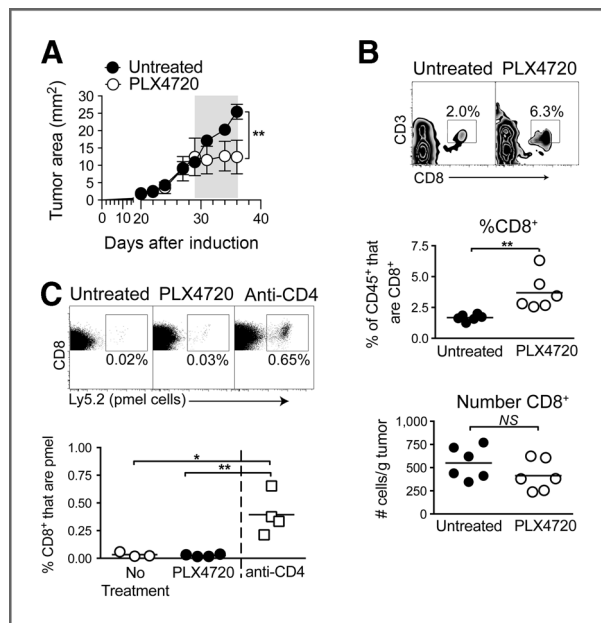 A
Untreated
PLX4720
Tumor area (mm²)
30
25
20
15
10
5
0
0 10 20 30 40
**
Days after induction
B
Untreated PLX4720
2.0% 6.3%
CD3
CD8
%CD8⁺
**
% of CD45⁺ that
are CD8⁺
7.5
5.0
2.5
0.0
Untreated PLX4720
Number CD8⁺
NS
# cells/g tumor
1,000
750
500
250
0
Untreated PLX4720
C
Untreated PLX4720 Anti-CD4
CD8
0.02% 0.03% 0.65%
Ly5.2 (pmel cells)
% CD8⁺ that are pmel
1.00
0.75
0.50
0.25
0.00
*
**
No
Treatment
PLX4720
anti-CD4